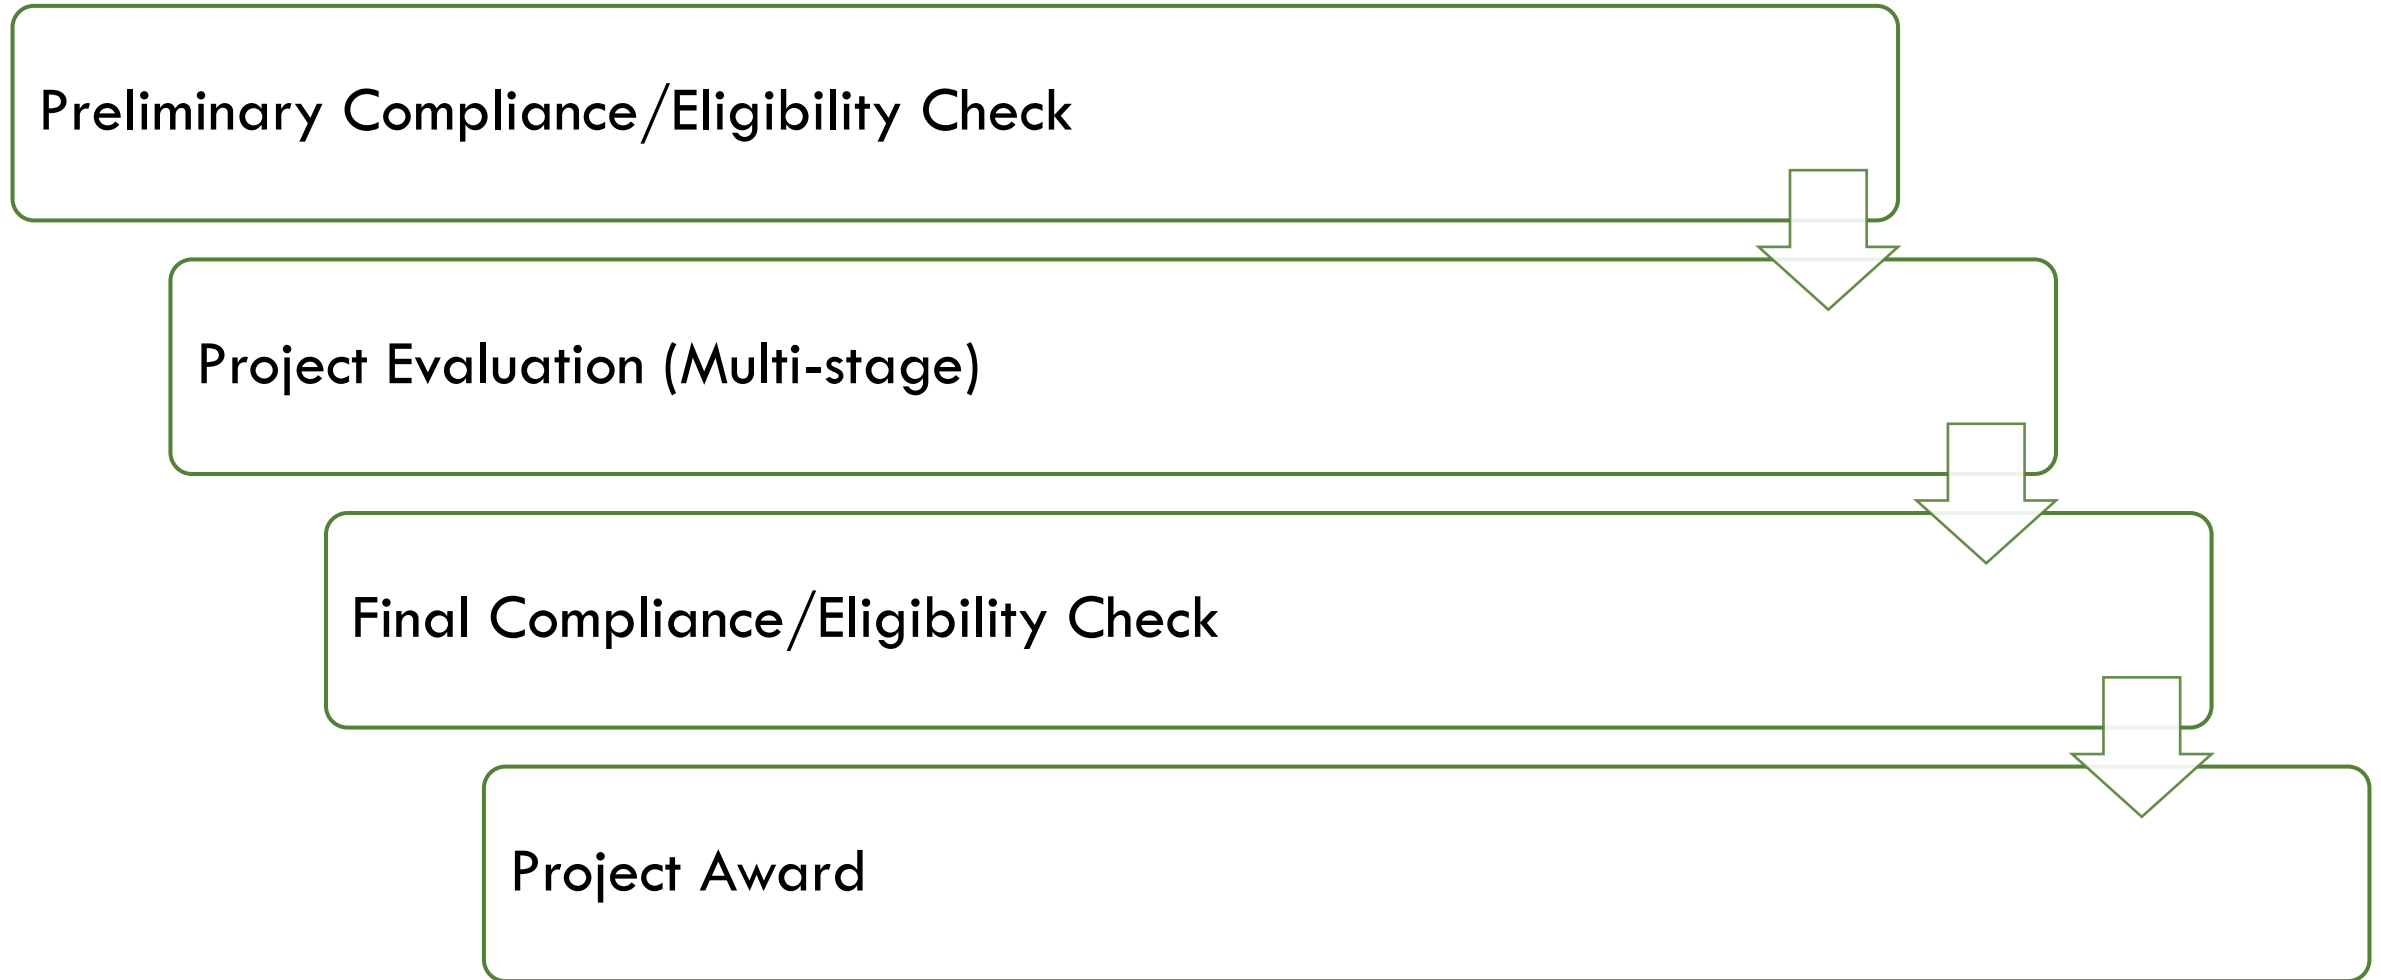 Preliminary Compliance/Eligibility Check
Project Evaluation (Multi-stage)
Final Compliance/Eligibility Check
Project Award